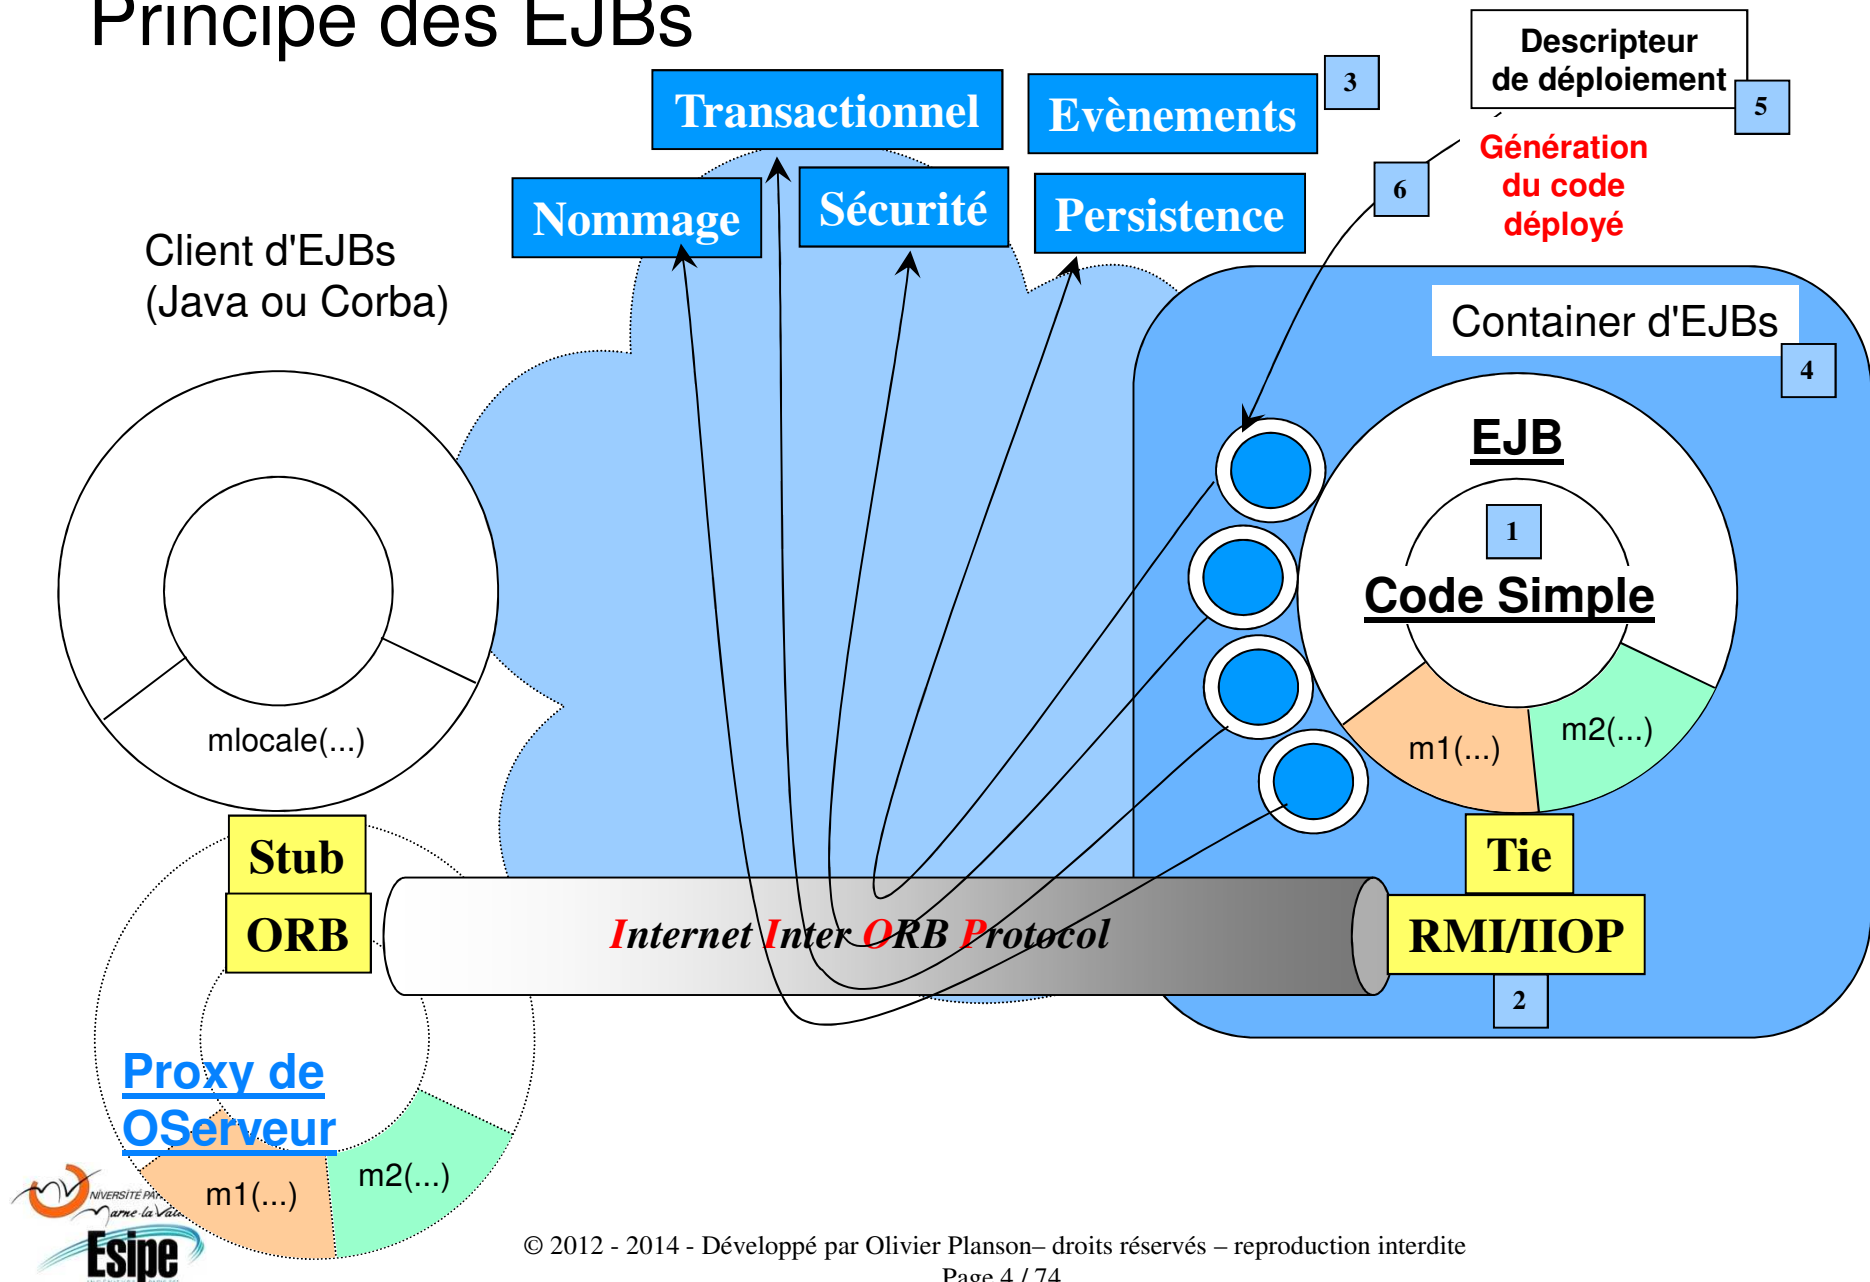 Principe des EJBs
Descripteur
de déploiement
5
3
Transactionnel
Evènements
Génération
du code
déployé
6
Nommage
Sécurité
Persistence
Client d'EJBs
(Java ou Corba)
Container d'EJBs
4
EJB
1
Code Simple
mlocale(...)
m1(...)
m2(...)
Stub
ORB
Internet Inter ORB Protocol
Tie
RMI/IIOP
2
Proxy de
OServeur
m1(...)
m2(...)
Esipe
© 2012 - 2014 - Développé par Olivier Planson– droits réservés – reproduction interdite
Page 4 / 74